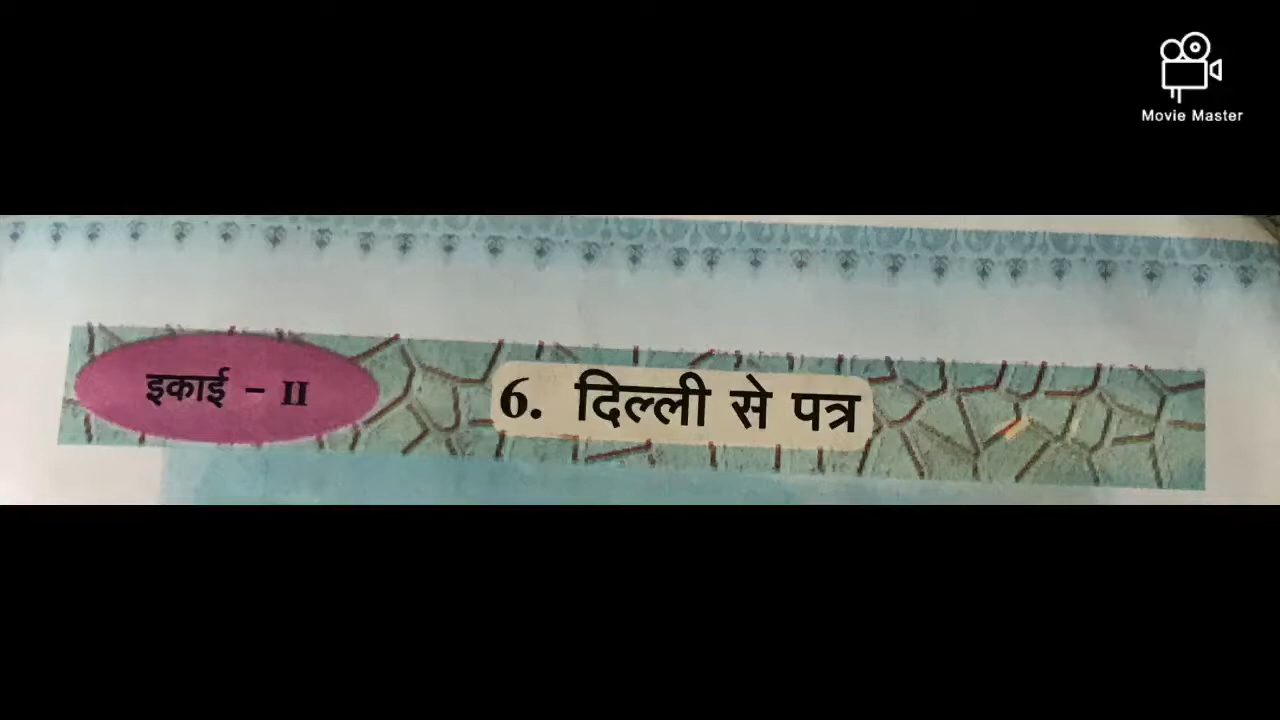 Movie Master
इकाई – II
6. दिल्ली से पत्र